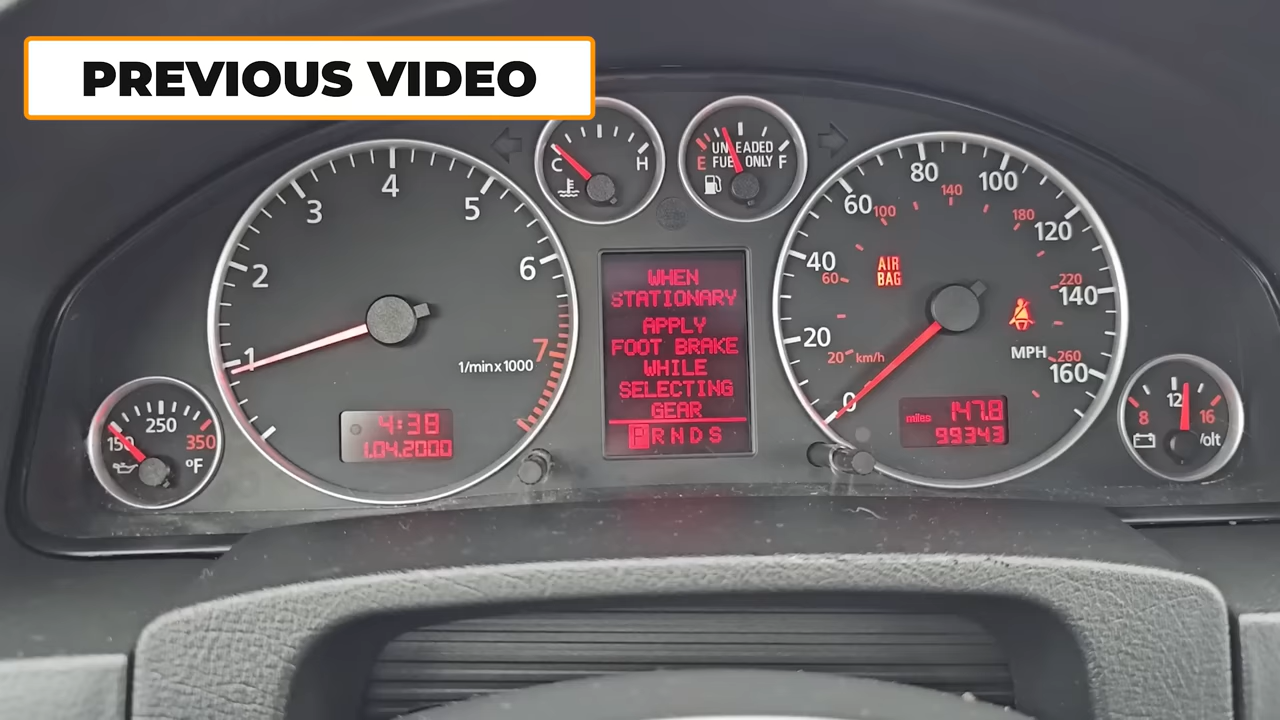 PREVIOUS VIDEO
C H
UNLEADED
E FUEL ONLY F
1 2 3 4 5 6 7
1/min x 1000
4:38
1.04.2000
150 250 350
°F
WHEN
STATIONARY
APPLY
FOOT BRAKE
WHILE
SELECTING
GEAR
PRNDS
0 20 40 60 80 100 120 140 160
20 60 100 140 180 220 260
km/h
MPH
AIR
BAG
miles 147.8
99343
8 12 16
Volt